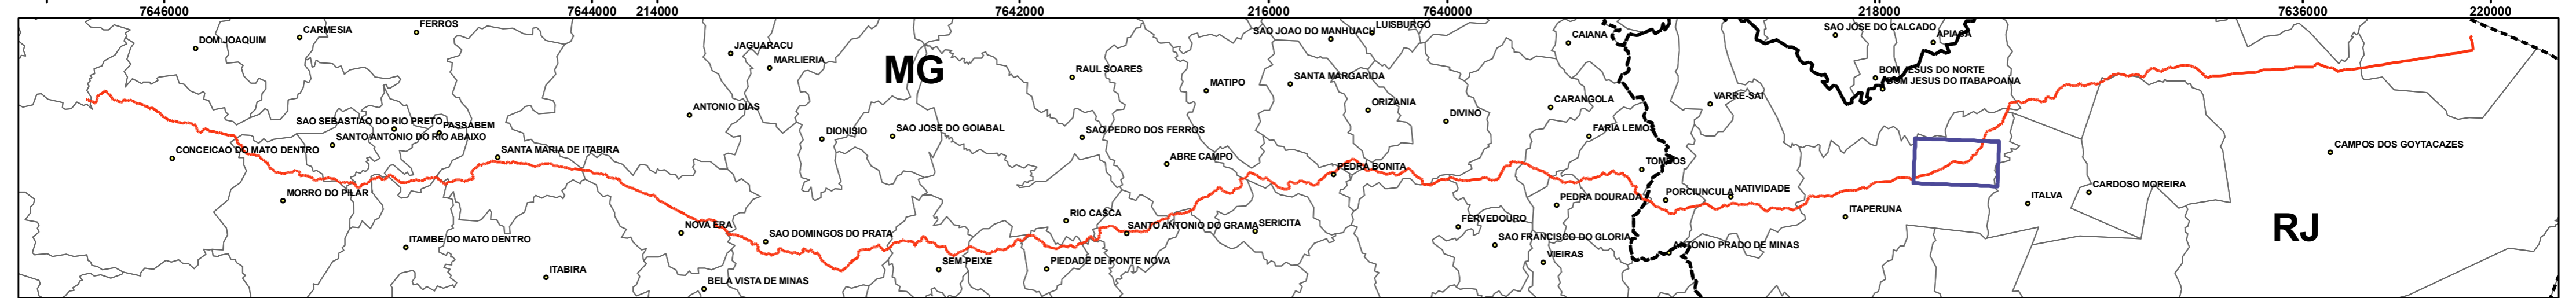 7646000
7644000
214000
7642000
216000
7640000
218000
7636000
220000
DOM JOAQUIM
CARMESIA
FERROS
JAGUARACU
MARLIERIA
MG
RAUL SOARES
MATIPO
SAO JOAO DO MANHUACU
LUISBURGO
SANTA MARGARIDA
ORIZANIA
DIVINO
CAIANA
CARANGOLA
FARIA LEMOS
SAO JOSE DO CALCADO
APIACA
BOM JESUS DO NORTE
BOM JESUS DO ITABAPOANA
VARRE-SAI
SAO SEBASTIAO DO RIO PRETO
PASSABEM
SANTO ANTONIO DO RIO ABAIXO
CONCEICAO DO MATO DENTRO
SANTA MARIA DE ITABIRA
ANTONIO DIAS
DIONISIO
SAO JOSE DO GOIABAL
SAO PEDRO DOS FERROS
ABRE CAMPO
PEDRA BONITA
TOMBOS
CAMPOS DOS GOYTACAZES
MORRO DO PILAR
PEDRA DOURADA
PORCIUNCULA
NATIVIDADE
CARDOSO MOREIRA
ITALVA
ITAPERUNA
NOVA ERA
SAO DOMINGOS DO PRATA
RIO CASCA
SANTO ANTONIO DO GRAMA
SERICITA
FERVEDOURO
SAO FRANCISCO DO GLORIA
ANTONIO PRADO DE MINAS
RJ
ITAMBE DO MATO DENTRO
ITABIRA
BELA VISTA DE MINAS
SEM-PEIXE
PIEDADE DE PONTE NOVA
VIEIRAS